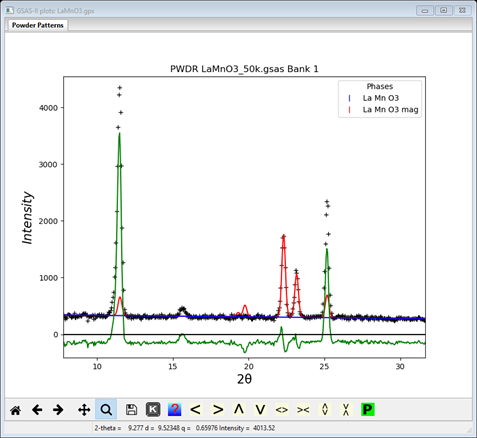 GSAS-II plots: LaMnO3.gpx
Powder Patterns
PWDR LaMnO3_50k.gsas Bank 1
Phases
La Mn O3
La Mn O3 mag
4000
3000
2000
1000
0
Intensity
10 15 20 25 30
2θ
K ? < > Λ V <> >< P
2-theta = 9.277 d = 9.52348 q = 0.65976 Intensity = 4013.52